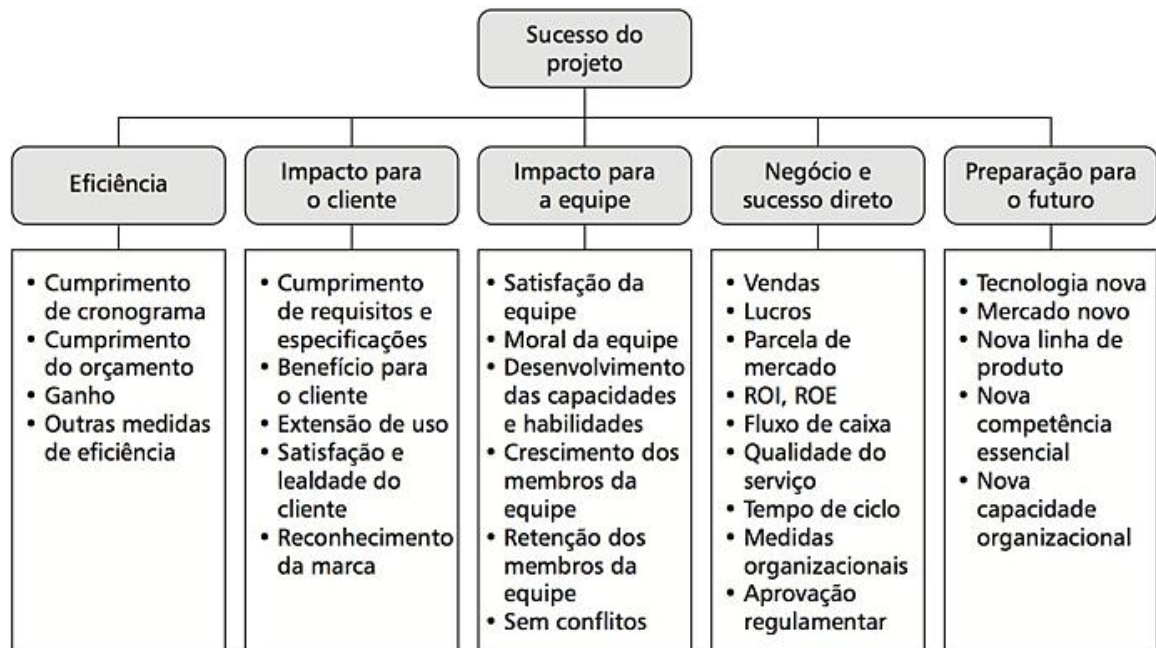 Sucesso do
projeto
Eficiência
Impacto para
o cliente
Impacto para
a equipe
Negócio e
sucesso direto
Preparação para
o futuro
• Cumprimento
de cronograma
• Cumprimento
do orçamento
• Ganho
• Outras medidas
de eficiência
• Cumprimento
de requisitos e
especificações
• Benefício para
o cliente
• Extensão de uso
• Satisfação e
lealdade do
cliente
• Reconhecimento
da marca
• Satisfação da
equipe
• Moral da equipe
• Desenvolvimento
das capacidades
e habilidades
• Crescimento dos
membros da
equipe
• Retenção dos
membros da
equipe
• Sem conflitos
• Vendas
• Lucros
• Parcela de
mercado
• ROI, ROE
• Fluxo de caixa
• Qualidade do
serviço
• Tempo de ciclo
• Medidas
organizacionais
• Aprovação
regulamentar
• Tecnologia nova
• Mercado novo
• Nova linha de
produto
• Nova
competência
essencial
• Nova
capacidade
organizacional